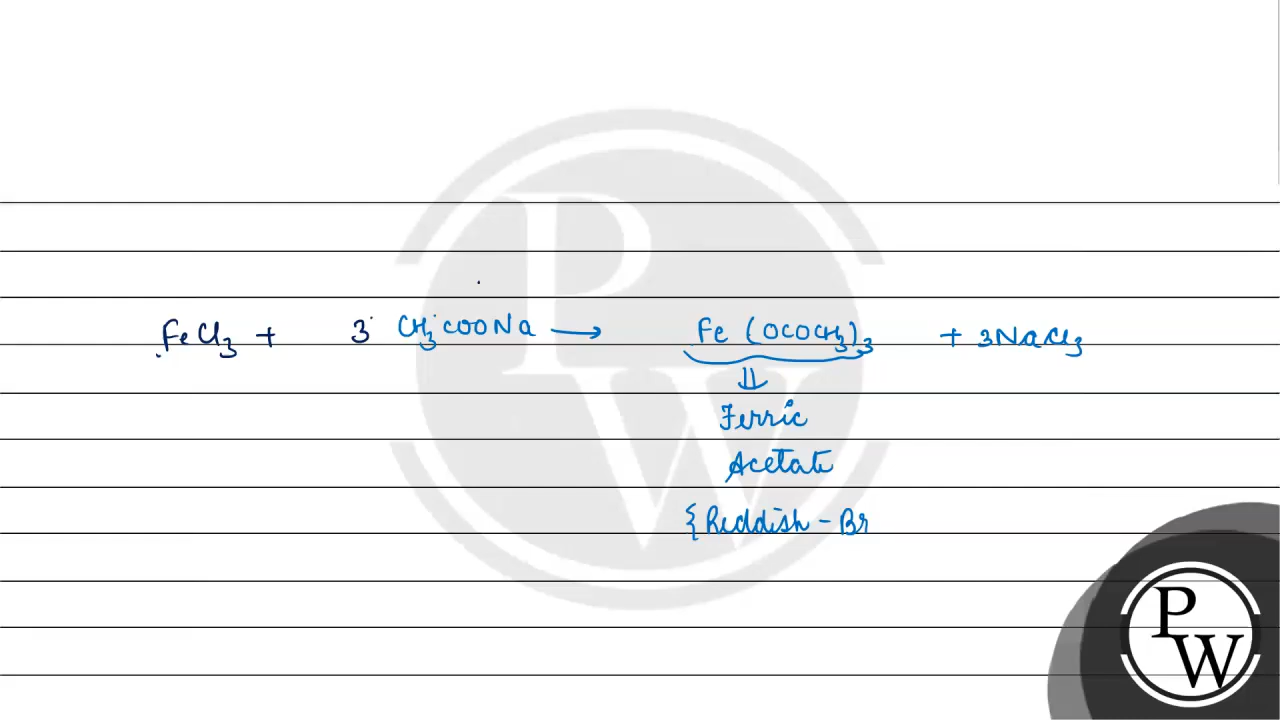 FeCl3 + 3 CH3COONa ⟶ Fe (OCOCH3)3 + 3NaCl3
⇓
Ferric
Acetate
{Reddish - Br
P
W
P
W